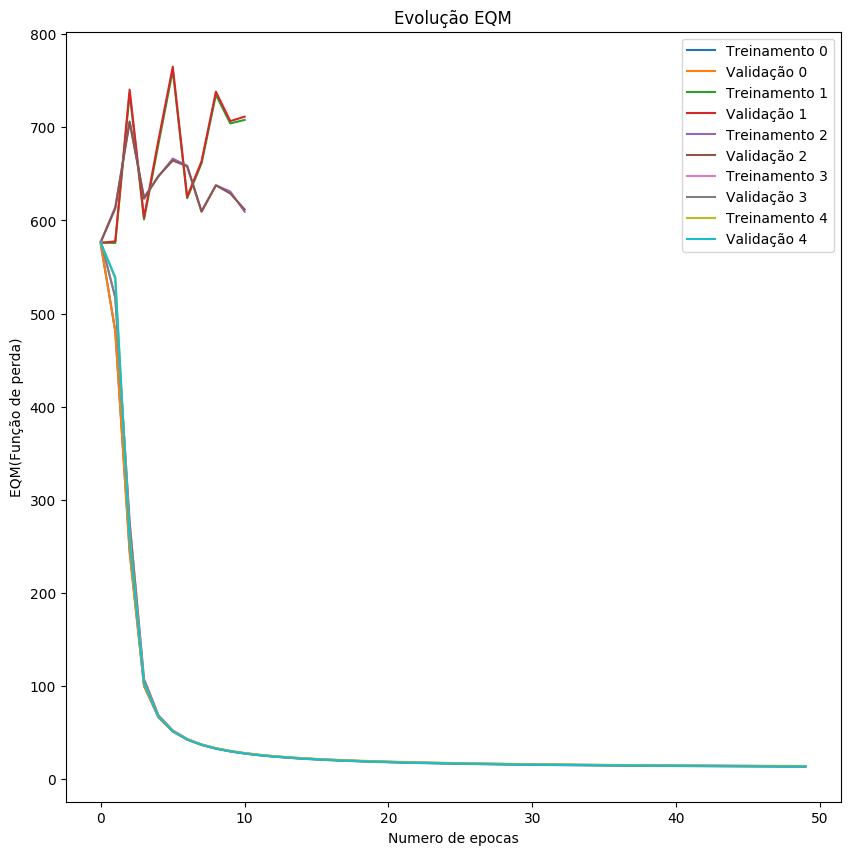 Evolução EQM
800
700
600
500
400
300
200
100
0
EQM(Função de perda)
0
10
20
30
40
50
Numero de epocas
Treinamento 0
Validação 0
Treinamento 1
Validação 1
Treinamento 2
Validação 2
Treinamento 3
Validação 3
Treinamento 4
Validação 4